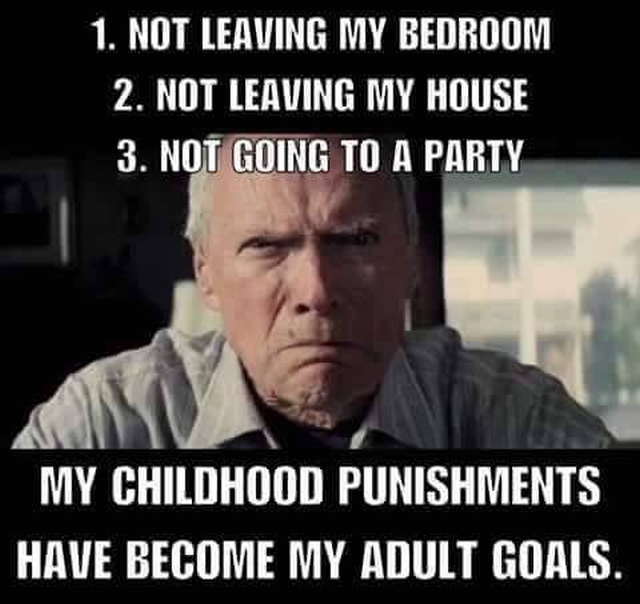 1. NOT LEAVING MY BEDROOM
2. NOT LEAVING MY HOUSE
3. NOT GOING TO A PARTY
MY CHILDHOOD PUNISHMENTS
HAVE BECOME MY ADULT GOALS.